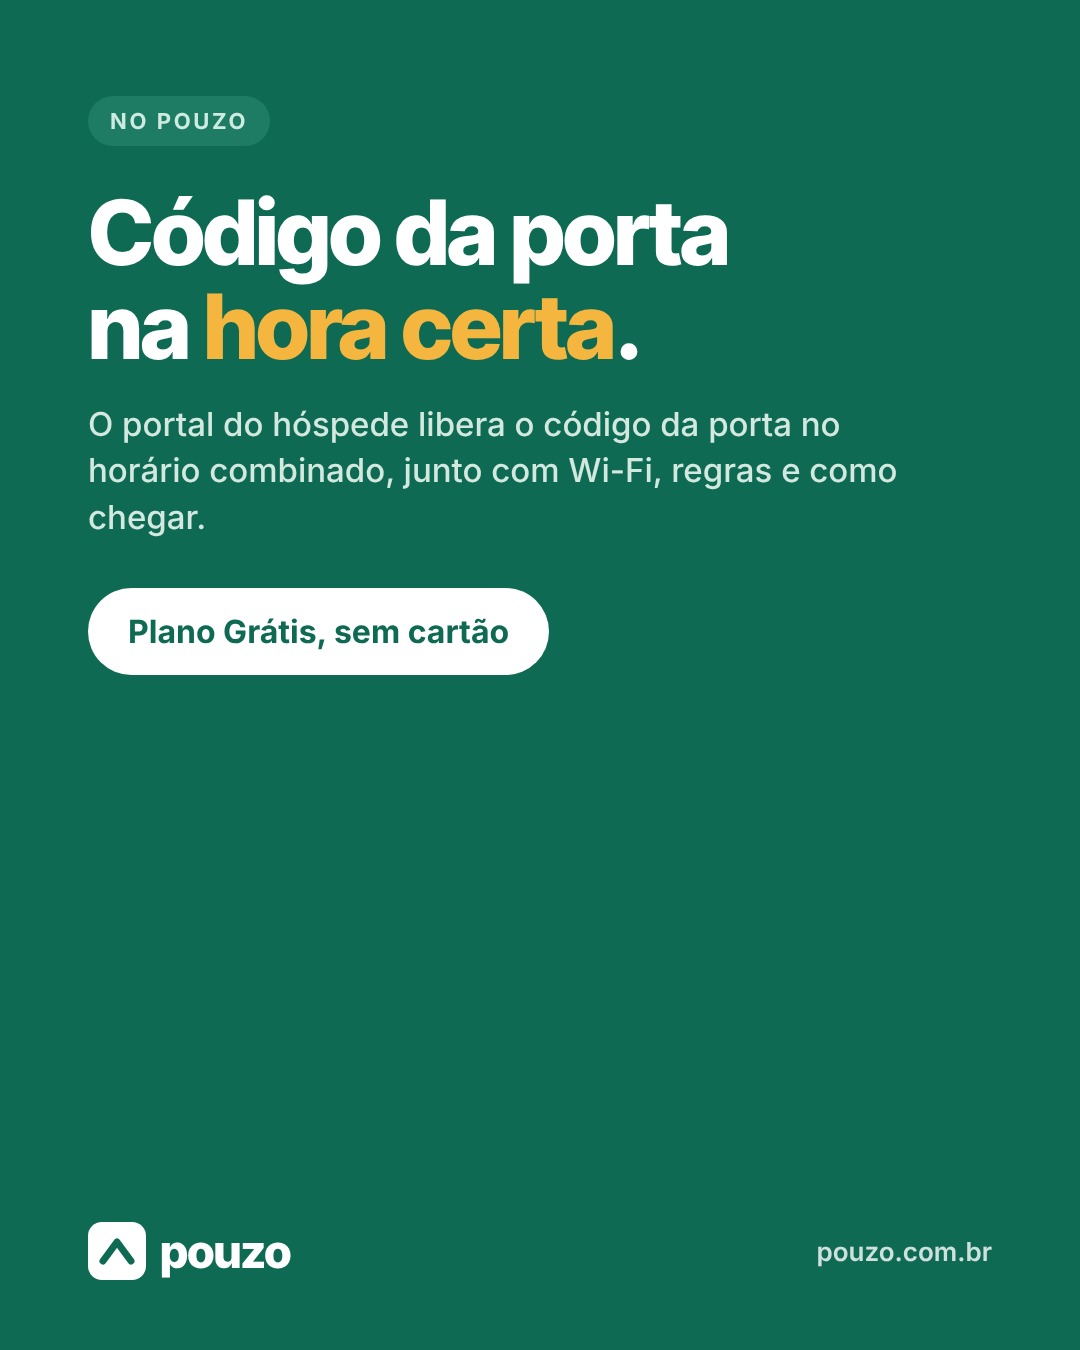 NO POUZO
Código da porta
na hora certa.
O portal do hóspede libera o código da porta no
horário combinado, junto com Wi-Fi, regras e como
chegar.
Plano Grátis, sem cartão
pouzo
pouzo.com.br